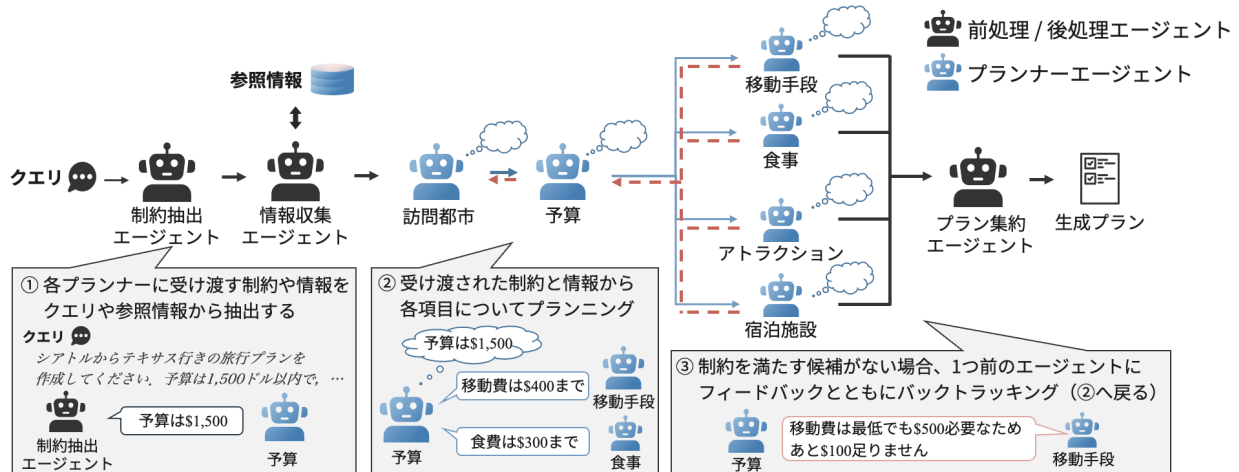 前処理 / 後処理エージェント
プランナーエージェント
参照情報
クエリ
制約抽出
エージェント
情報収集
エージェント
訪問都市
予算
移動手段
食事
アトラクション
宿泊施設
プラン集約
エージェント
生成プラン
① 各プランナーに受け渡す制約や情報を
クエリや参照情報から抽出する
クエリ
シアトルからテキサス行きの旅行プランを
作成してください．予算は1,500ドル以内で，…
予算は$1,500
制約抽出
エージェント
予算
② 受け渡された制約と情報から
各項目についてプランニング
予算は$1,500
移動費は$400まで
移動手段
食費は$300まで
予算
食事
③ 制約を満たす候補がない場合、1つ前のエージェントに
フィードバックとともにバックトラッキング（②へ戻る）
移動費は最低でも$500必要なため
あと$100足りません
予算
移動手段